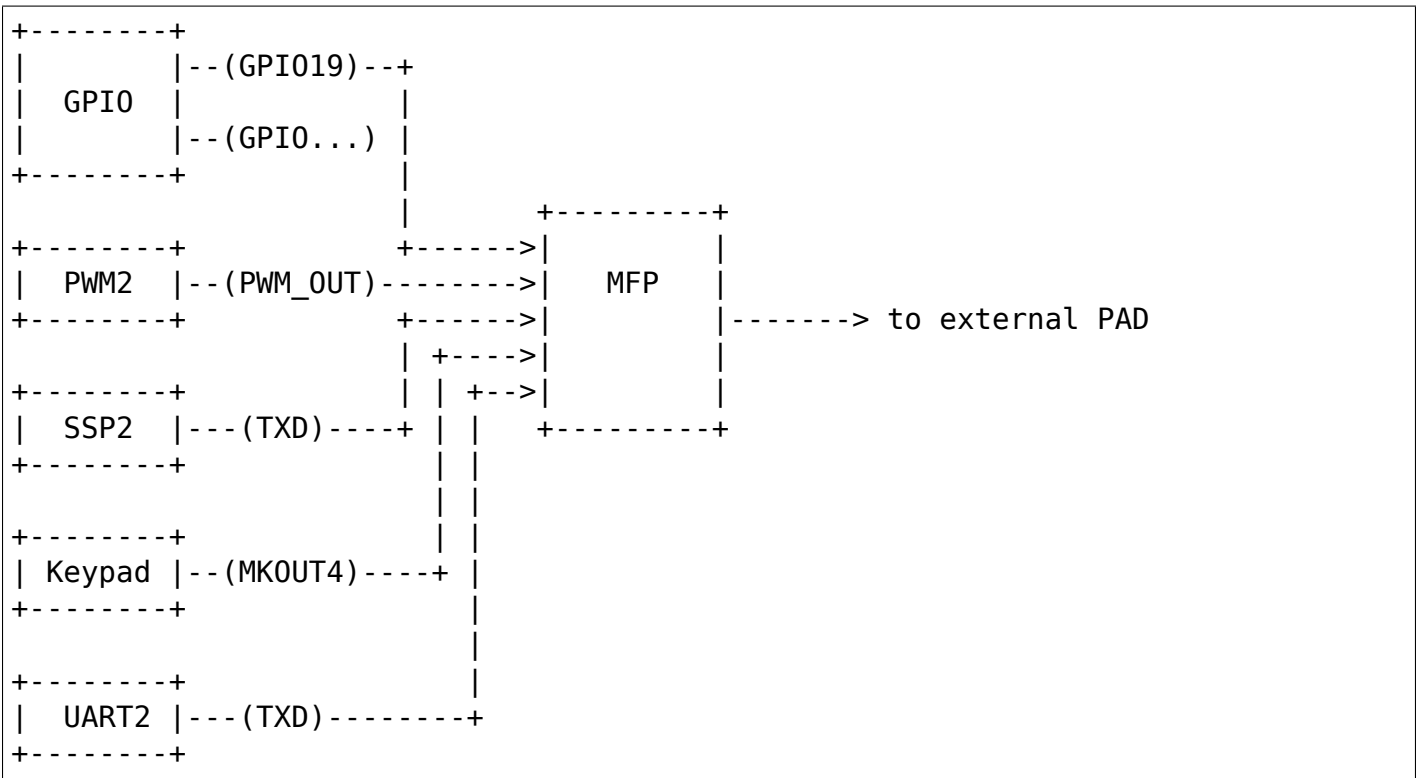 +--------+
|        |--(GPIO19)--+
|  GPIO  |            |
|        |--(GPIO...) |
+--------+            |
                      |       +---------+
+--------+            +------>|         |
|  PWM2  |--(PWM_OUT)-------->|   MFP   |
+--------+            +------>|         |-------> to external PAD
                      | +---->|         |
+--------+            | | +-->|         |
|  SSP2  |---(TXD)----+ | |   +---------+
+--------+              | |
                        | |
+--------+              | |
| Keypad |--(MKOUT4)----+ |
+--------+                |
                          |
+--------+                |
|  UART2 |---(TXD)--------+
+--------+